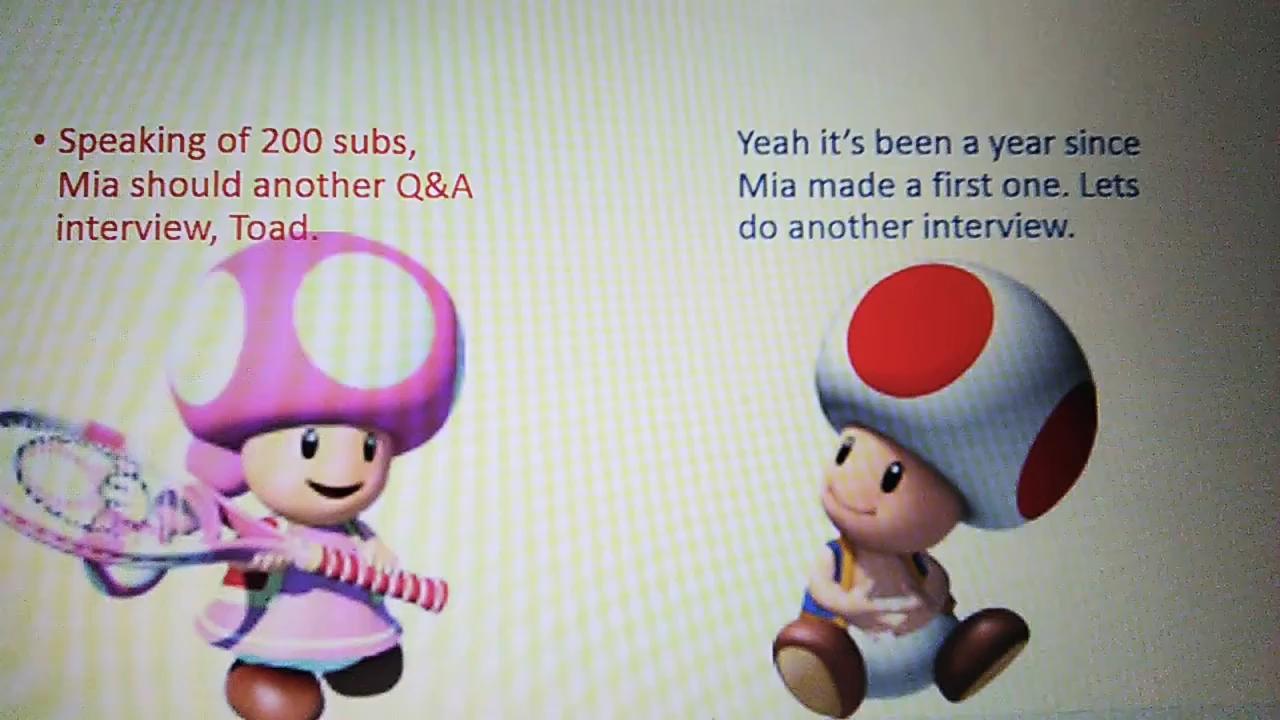 • Speaking of 200 subs,
Mia should another Q&A
interview, Toad.
Yeah it's been a year since
Mia made a first one. Lets
do another interview.